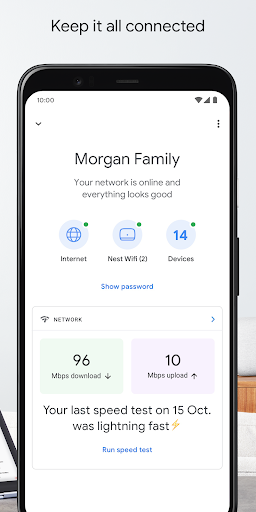 Keep it all connected
10:00
Morgan Family
Your network is online and
everything looks good
14
Internet
Nest Wifi (2)
Devices
Show password
NETWORK
96
Mbps download ↓
10
Mbps upload ↑
Your last speed test on 15 Oct.
was lightning fast⚡
Run speed test